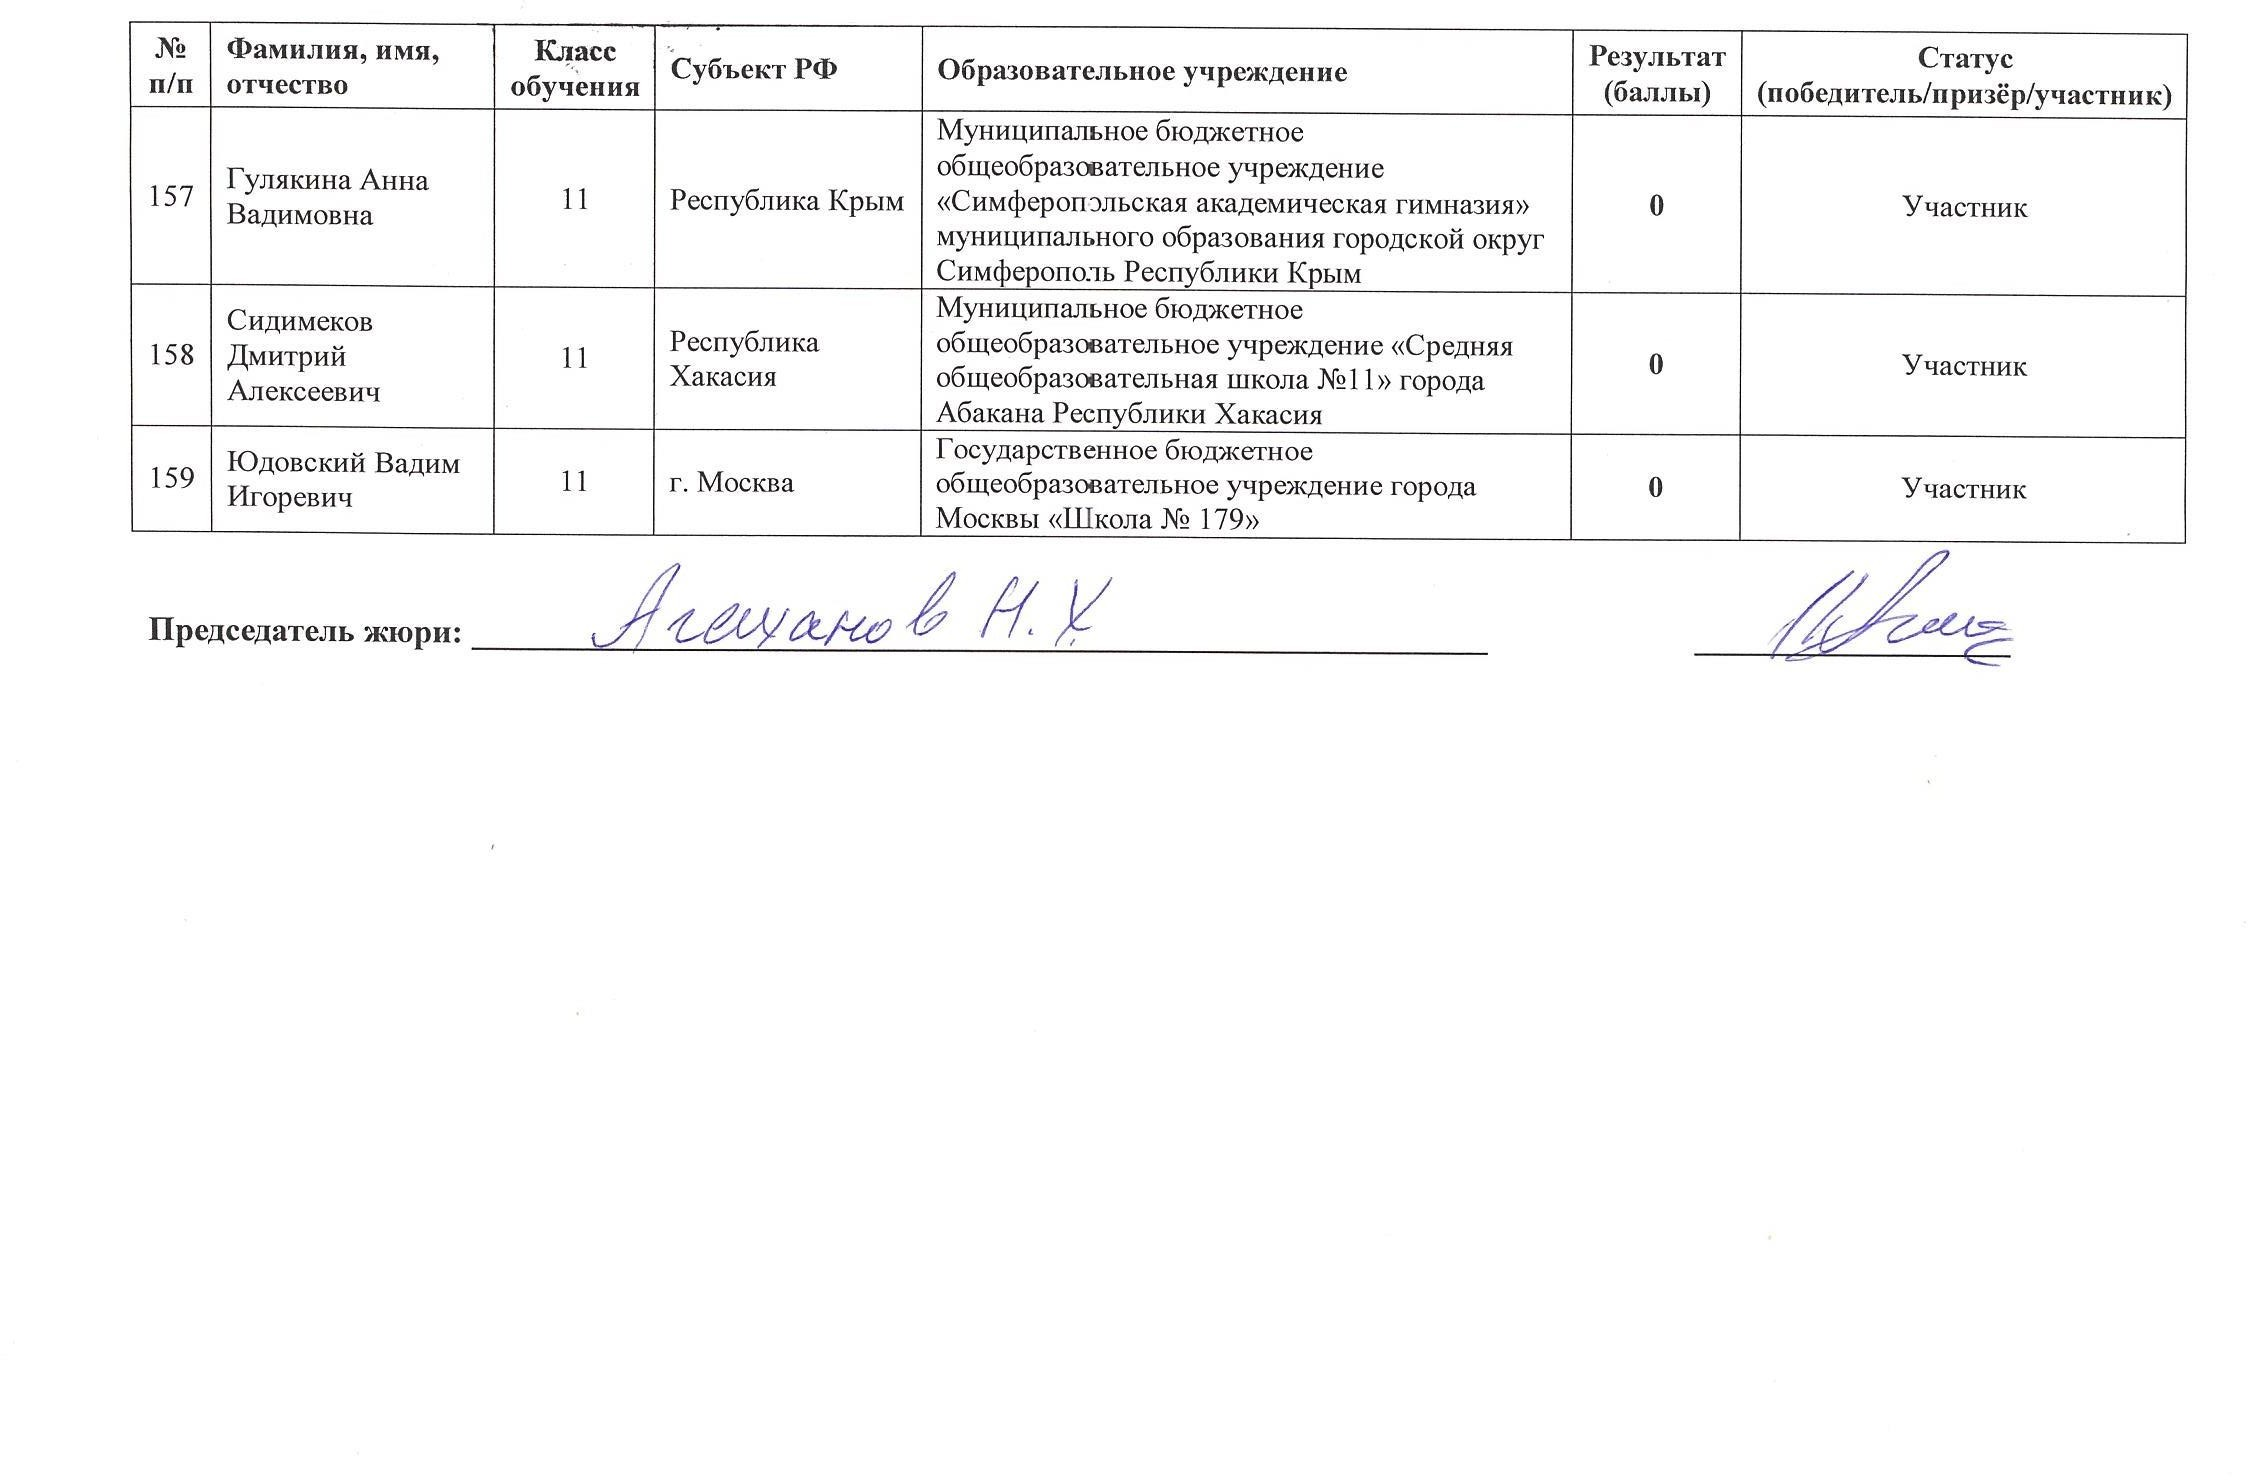 № п/п
Фамилия, имя, отчество
Класс обучения
Субъект РФ
Образовательное учреждение
Результат (баллы)
Статус (победитель/призёр/участник)
157
Гулякина Анна
Вадимовна
11
Республика Крым
Муниципальное бюджетное
общеобразовательное учреждение
«Симферопольская академическая гимназия»
муниципального образования городской округ
Симферополь Республики Крым
0
Участник
158
Сидимеков
Дмитрий
Алексеевич
11
Республика
Хакасия
Муниципальное бюджетное
общеобразовательное учреждение «Средняя
общеобразовательная школа №11» города
Абакана Республики Хакасия
0
Участник
159
Юдовский Вадим
Игоревич
11
г. Москва
Государственное бюджетное
общеобразовательное учреждение города
Москвы «Школа № 179»
0
Участник
Председатель жюри: Агаханов Н. Х.